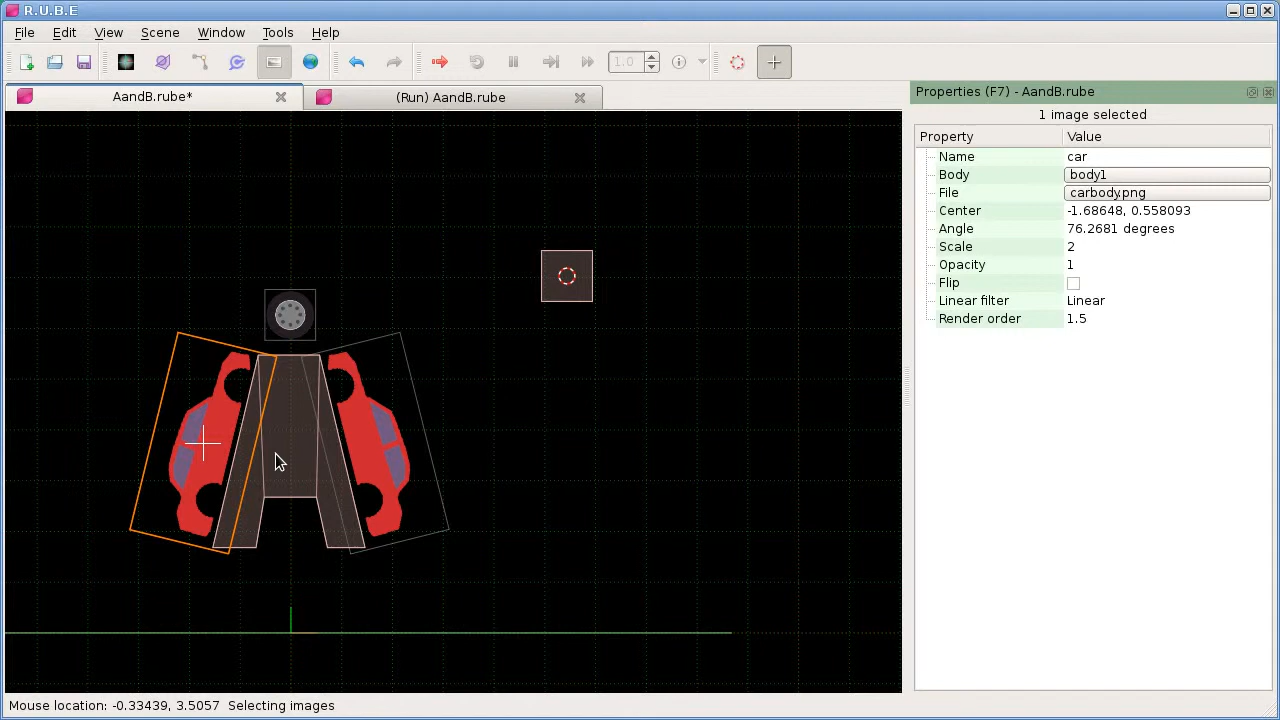 R.U.B.E
File Edit View Scene Window Tools Help
1.0
AandB.rube* (Run) AandB.rube
Properties (F7) - AandB.rube
1 image selected
Property Value
Name car
Body body1
File carbody.png
Center -1.68648, 0.558093
Angle 76.2681 degrees
Scale 2
Opacity 1
Flip
Linear filter Linear
Render order 1.5
Mouse location: -0.33439, 3.5057 Selecting images